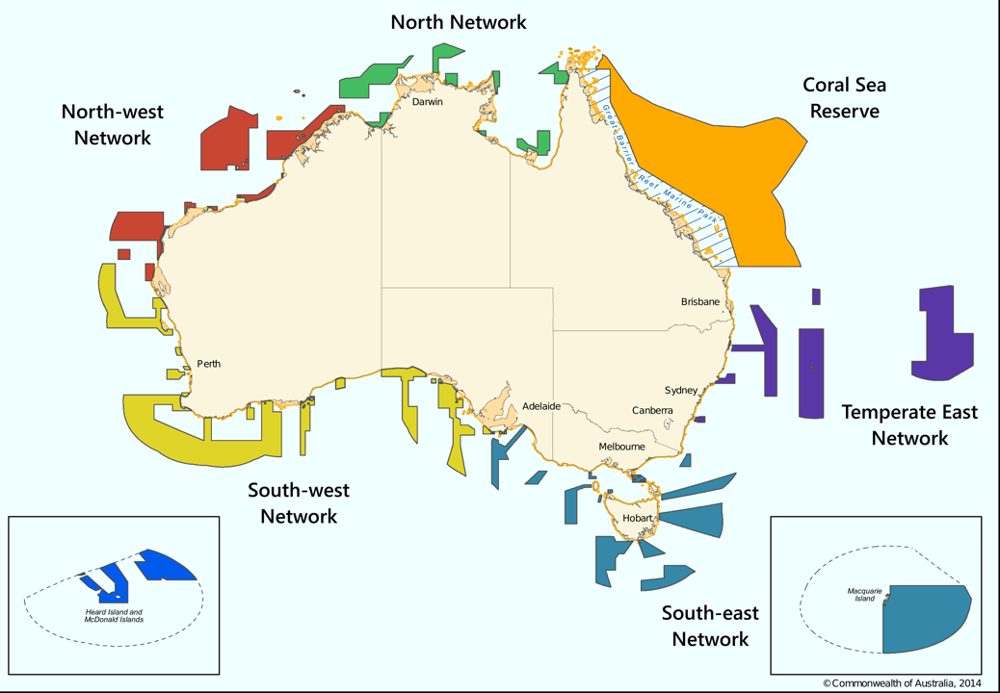 North Network
Coral Sea
Reserve
North-west
Network
Darwin
Great Barrier
Reef Marine Park
Brisbane
Perth
Sydney
Adelaide
Canberra
Temperate East
Network
Melbourne
South-west
Network
Hobart
Heard Island and
McDonald Islands
South-east
Network
Macquarie
Island
©Commonwealth of Australia, 2014